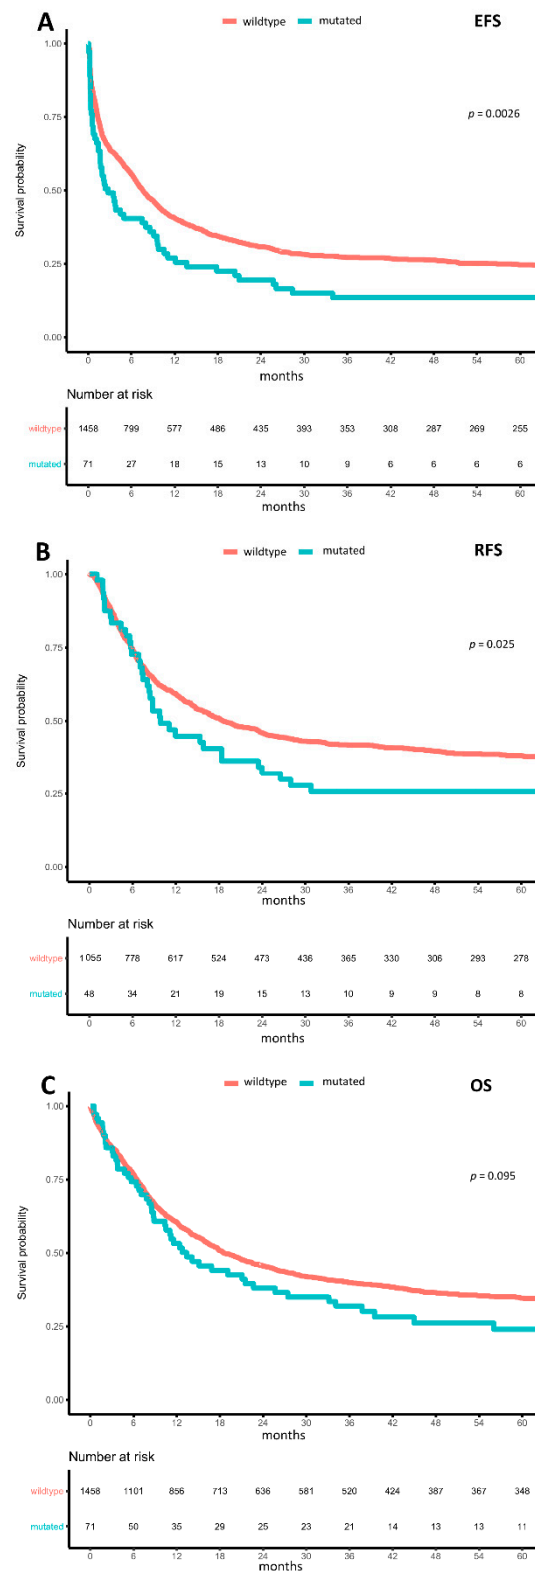 A
wildtype mutated
EFS
1.00
p = 0.0026
0.75
Survival probability
0.50
0.25
0.00
0 6 12 18 24 30 36 42 48 54 60
months
Number at risk
wildtype 1458 799 577 486 435 393 353 308 287 269 255
mutated 71 27 18 15 13 10 9 6 6 6 6
0 6 12 18 24 30 36 42 48 54 60
months
B
wildtype mutated
RFS
1.00
p = 0.025
0.75
Survival probability
0.50
0.25
0.00
0 6 12 18 24 30 36 42 48 54 60
months
Number at risk
wildtype 1055 778 617 524 473 436 365 330 306 293 278
mutated 48 34 21 19 15 13 10 9 9 8 8
0 6 12 18 24 30 36 42 48 54 60
months
C
wildtype mutated
OS
1.00
p = 0.095
0.75
Survival probability
0.50
0.25
0.00
0 6 12 18 24 30 36 42 48 54 60
months
Number at risk
wildtype 1458 1101 856 713 636 581 520 424 387 367 348
mutated 71 50 35 29 25 23 21 14 13 13 11
0 6 12 18 24 30 36 42 48 54 60
months